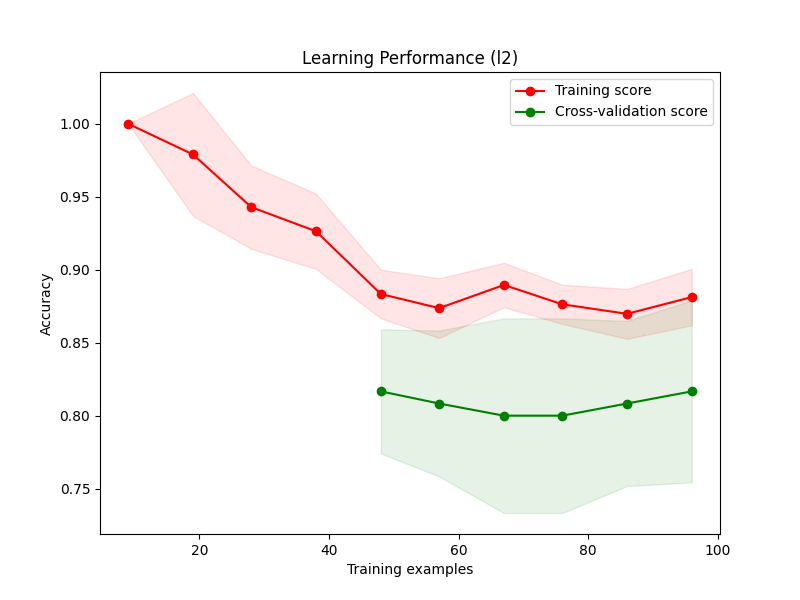 Learning Performance (l2)
Training score
Cross-validation score
1.00
0.95
0.90
0.85
0.80
0.75
Accuracy
20 40 60 80 100
Training examples